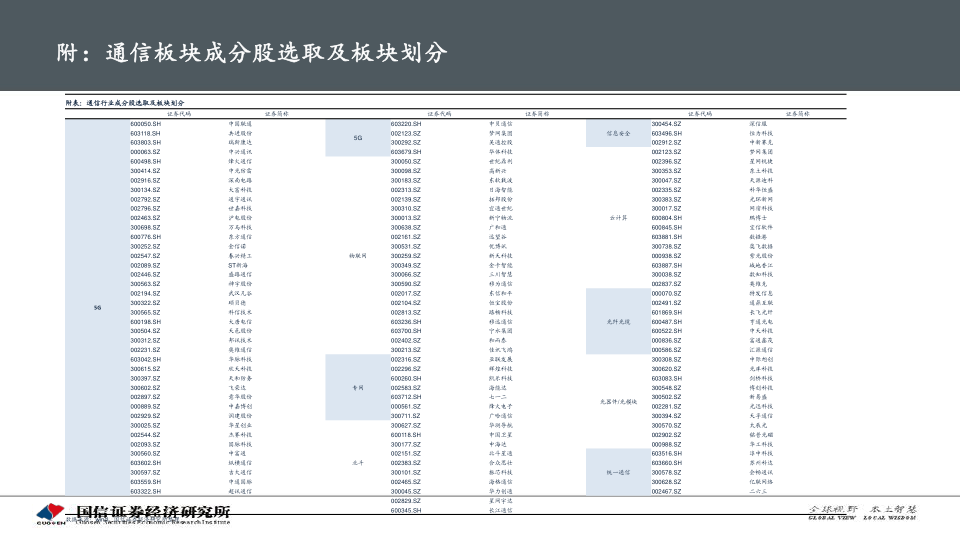 附：通信板块成分股选取及板块划分
附表：通信行业成分股选取及板块划分
证券代码 证券简称 证券代码 证券简称 证券代码 证券简称
600050.SH 中国联通 603220.SH 中贝通信 300454.SZ 深信服
603118.SH 共进股份 5G 002123.SZ 梦网集团 信息安全 603496.SH 恒为科技
603803.SH 瑞斯康达 300292.SZ 吴通控股 002912.SZ 中新赛克
000063.SZ 中兴通讯 603679.SH 华体科技 002123.SZ 梦网集团
600498.SH 烽火通信 300050.SZ 世纪鼎利 002396.SZ 星网锐捷
300414.SZ 中光防雷 300098.SZ 高新兴 300353.SZ 东土科技
002916.SZ 深南电路 300183.SZ 东软载波 300047.SZ 天源迪科
300134.SZ 大富科技 002313.SZ 日海智能 002335.SZ 科华恒盛
002792.SZ 通宇通讯 002139.SZ 拓邦股份 300383.SZ 光环新网
002796.SZ 世嘉科技 300310.SZ 宜通世纪 300017.SZ 网宿科技
002463.SZ 沪电股份 300013.SZ 新宁物流 云计算 600804.SH 鹏博士
300698.SZ 万马科技 300638.SZ 广和通 600845.SH 宝信软件
600776.SH 东方通信 002161.SZ 远望谷 603881.SH 数据港
300252.SZ 金信诺 300531.SZ 优博讯 300738.SZ 奥飞数据
002547.SZ 春兴精工 物联网 300259.SZ 新天科技 000938.SZ 紫光股份
002089.SZ ST新海 300349.SZ 金卡智能 603887.SH 城地香江
002446.SZ 盛路通信 300066.SZ 三川智慧 300038.SZ 数知科技
300563.SZ 神宇股份 300590.SZ 移为通信 002837.SZ 英维克
002194.SZ 武汉凡谷 002017.SZ 东信和平 000070.SZ 特发信息
300322.SZ 硕贝德 002104.SZ 恒宝股份 002491.SZ 通鼎互联
5G 300565.SZ 科信技术 002813.SZ 路畅科技 601869.SH 长飞光纤
600198.SH 大唐电信 603236.SH 移远通信 光纤光缆 600487.SH 亨通光电
300504.SZ 天邑股份 603700.SH 宁水集团 600522.SH 中天科技
300312.SZ 邦讯技术 002402.SZ 和而泰 000836.SZ 富通鑫茂
002231.SZ 奥维通信 300213.SZ 佳讯飞鸿 000586.SZ 汇源通信
603042.SH 华脉科技 002316.SZ 亚联发展 300308.SZ 中际旭创
300615.SZ 欣天科技 002296.SZ 辉煌科技 300620.SZ 光库科技
300397.SZ 天和防务 600260.SH 凯乐科技 603083.SH 剑桥科技
300602.SZ 飞荣达 专网 002583.SZ 海能达 300548.SZ 博创科技
002897.SZ 意华股份 603712.SH 七一二 光器件/光模块 300502.SZ 新易盛
000889.SZ 中嘉博创 000561.SZ 烽火电子 002281.SZ 光迅科技
002929.SZ 润建股份 300711.SZ 广哈通信 300394.SZ 天孚通信
300025.SZ 华星创业 300627.SZ 华测导航 300570.SZ 太辰光
002544.SZ 杰赛科技 600118.SH 中国卫星 002902.SZ 铭普光磁
002093.SZ 国脉科技 300177.SZ 中海达 000988.SZ 华工科技
300560.SZ 中富通 002151.SZ 北斗星通 603516.SH 淳中科技
603602.SH 纵横通信 北斗 002383.SZ 合众思壮 603660.SH 苏州科达
300597.SZ 吉大通信 300101.SZ 振芯科技 统一通信 300578.SZ 会畅通讯
603559.SH 中通国脉 002465.SZ 海格通信 300628.SZ 亿联网络
603322.SH 超讯通信 300045.SZ 华力创通 002467.SZ 二六三
002829.SZ 星网宇达
600345.SH 长江通信
GUOSEN
国信证券经济研究所
Guosen Securities Economic Research Institute
全球视野 本土智慧
GLOBAL VIEW LOCAL WISDOM